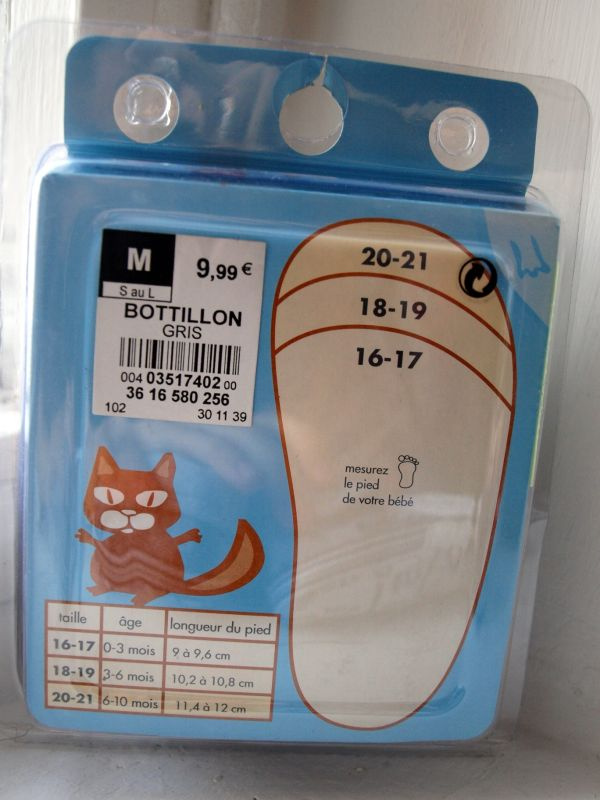 M
9,99€
S au L
BOTTILLON
GRIS
004 03517402 00
36 16 580 256
102 30 11 39
20-21
18-19
16-17
mesurez
le pied
de votre bébé
taille âge longueur du pied
16-17 0-3 mois 9 à 9,6 cm
18-19 3-6 mois 10,2 à 10,8 cm
20-21 6-10 mois 11,4 à 12 cm